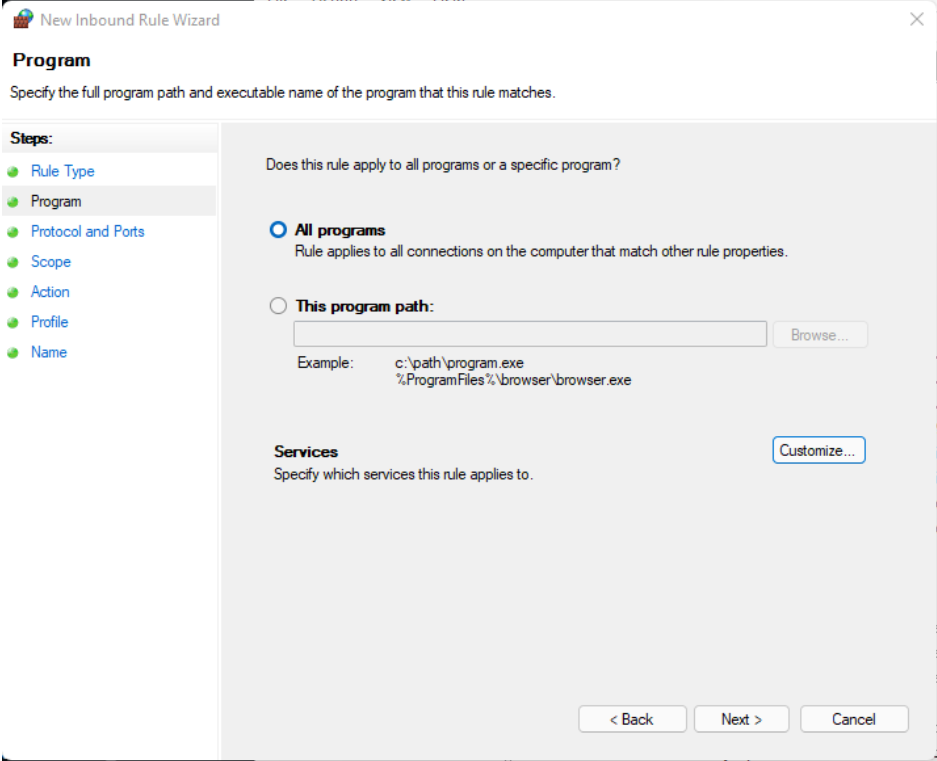 New Inbound Rule Wizard
Program
Specify the full program path and executable name of the program that this rule matches.
Steps:
Rule Type
Program
Protocol and Ports
Scope
Action
Profile
Name
Does this rule apply to all programs or a specific program?
All programs
Rule applies to all connections on the computer that match other rule properties.
This program path:
Browse...
Example:
c:\path\program.exe
%ProgramFiles%\browser\browser.exe
Services
Customize...
Specify which services this rule applies to.
< Back
Next >
Cancel